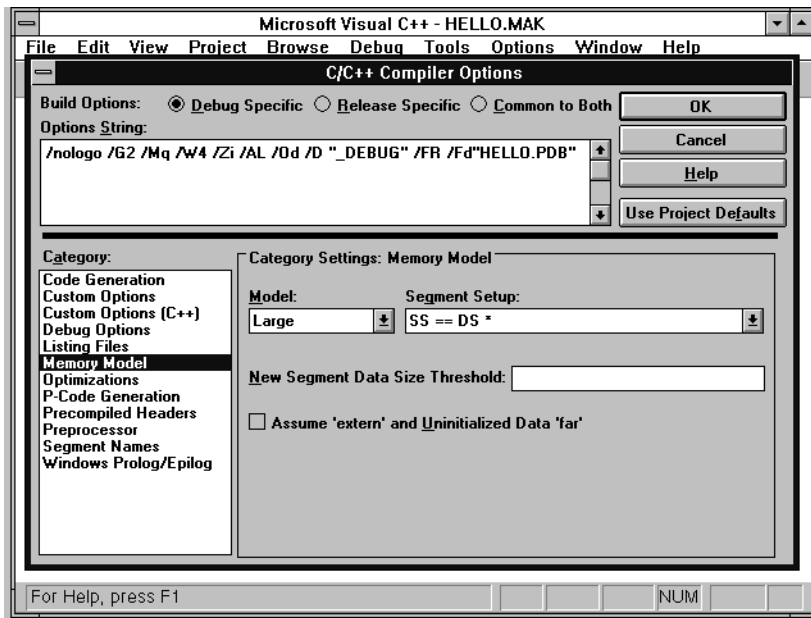 Microsoft Visual C++ - HELLO.MAK
File Edit View Project Browse Debug Tools Options Window Help
C/C++ Compiler Options
Build Options: Debug Specific Release Specific Common to Both
OK
Options String:
/nologo /G2 /Mq /W4 /Zi /AL /Od /D "_DEBUG" /FR /Fd"HELLO.PDB"
Cancel
Help
Use Project Defaults
Category:
Code Generation
Custom Options
Custom Options (C++)
Debug Options
Listing Files
Memory Model
Optimizations
P-Code Generation
Precompiled Headers
Preprocessor
Segment Names
Windows Prolog/Epilog
Category Settings: Memory Model
Model: Segment Setup:
Large SS == DS *
New Segment Data Size Threshold:
Assume 'extern' and Uninitialized Data 'far'
For Help, press F1 NUM